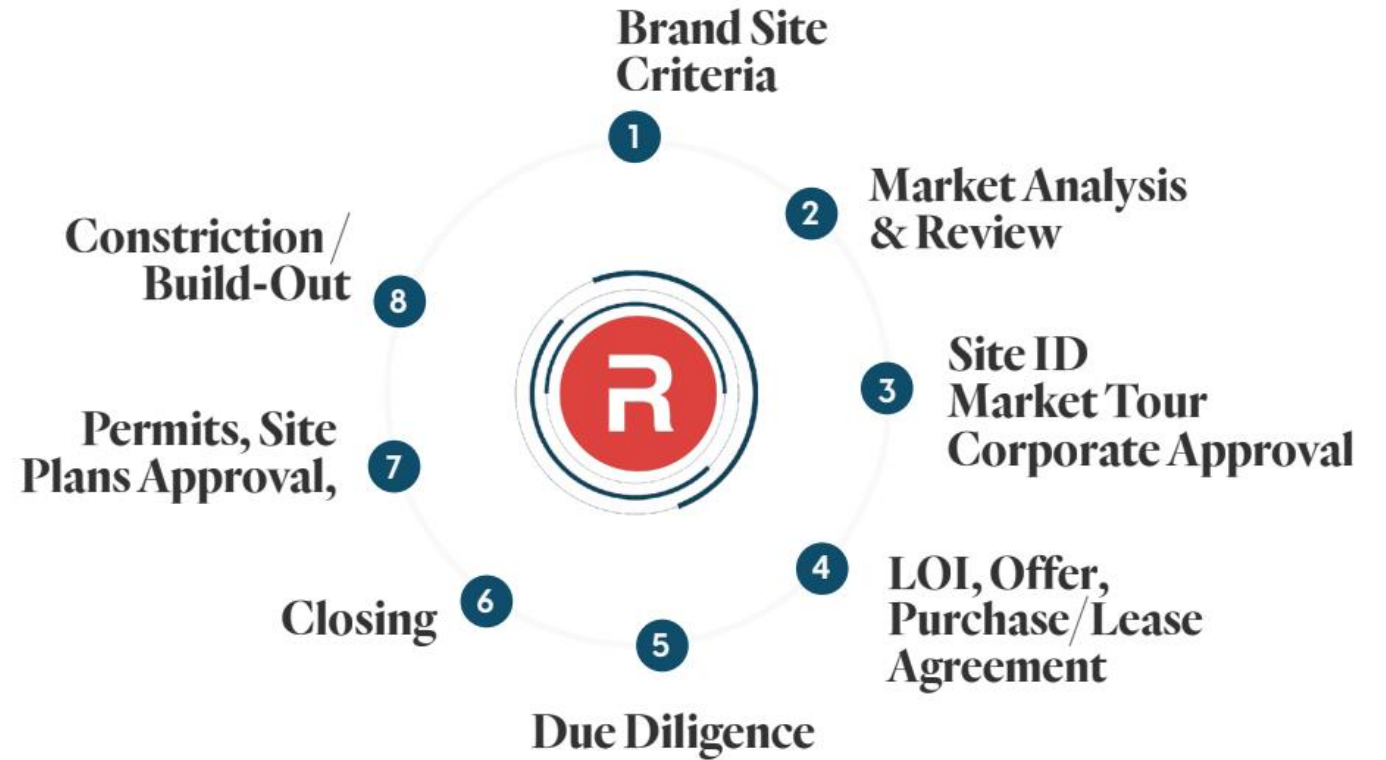 Brand Site
Criteria
1
2
Market Analysis
& Review
3
Site ID
Market Tour
Corporate Approval
4
LOI, Offer,
Purchase/Lease
Agreement
5
Due Diligence
6
Closing
7
Permits, Site
Plans Approval,
8
Constriction /
Build-Out
R